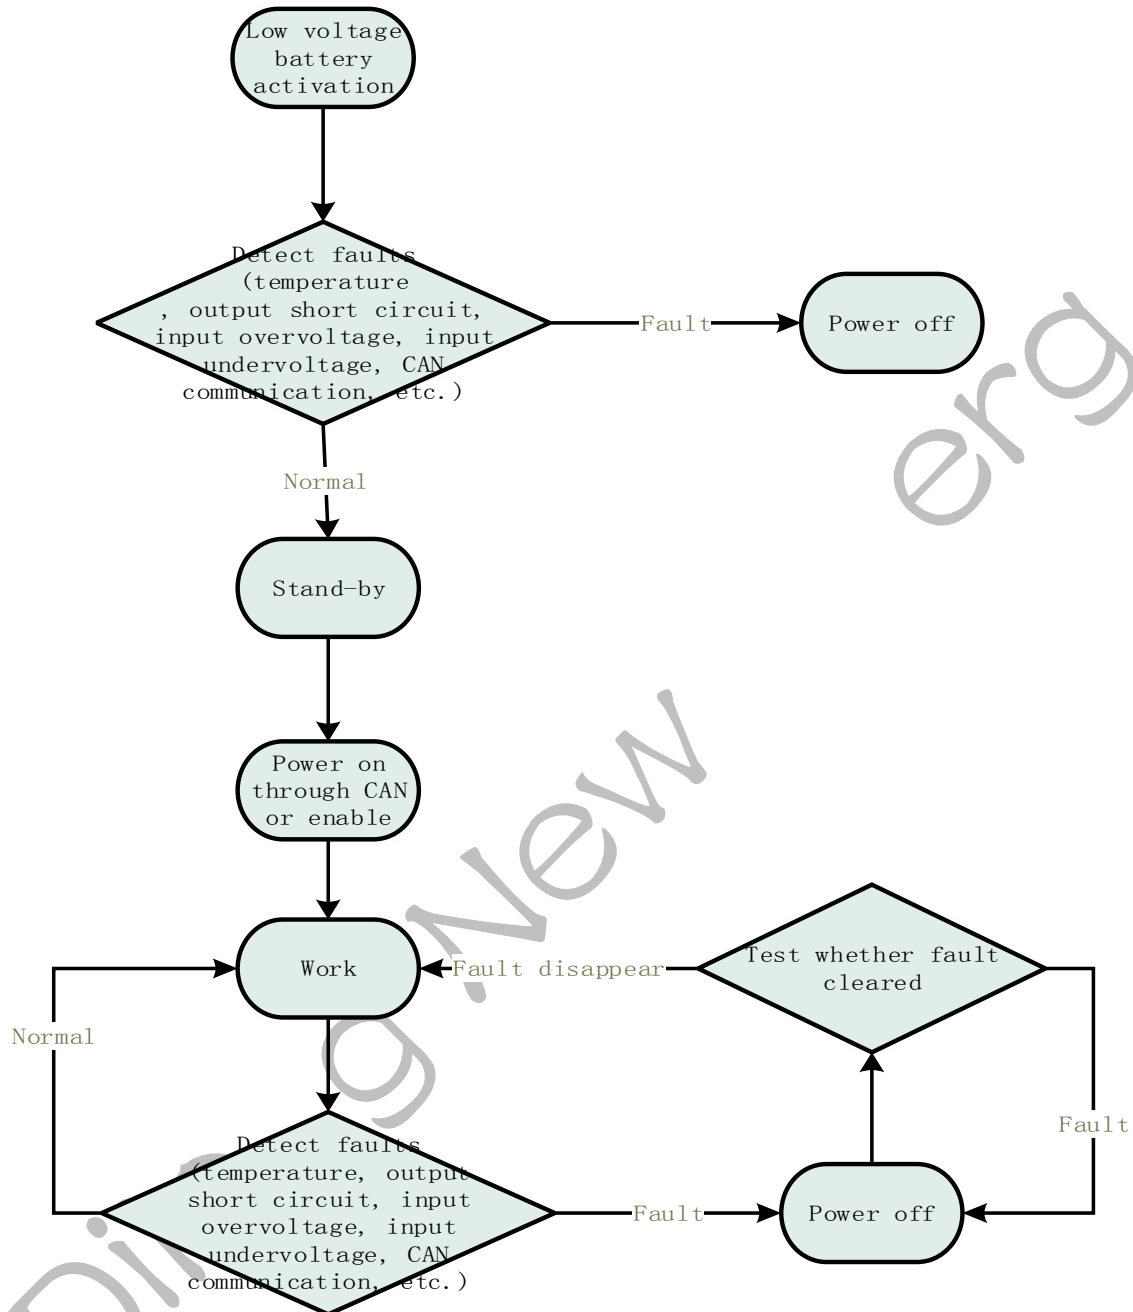 Low voltage
battery
activation
Detect faults
(temperature
, output short circuit,
input overvoltage, input
undervoltage, CAN
communication, etc.)
Fault
Power off
Normal
Stand-by
Power on
through CAN
or enable
Work
Fault disappear
Test whether fault
cleared
Normal
Fault
Detect faults
(temperature, output
short circuit, input
overvoltage, input
undervoltage, CAN
communication, etc.)
Fault
Power off
New
erg